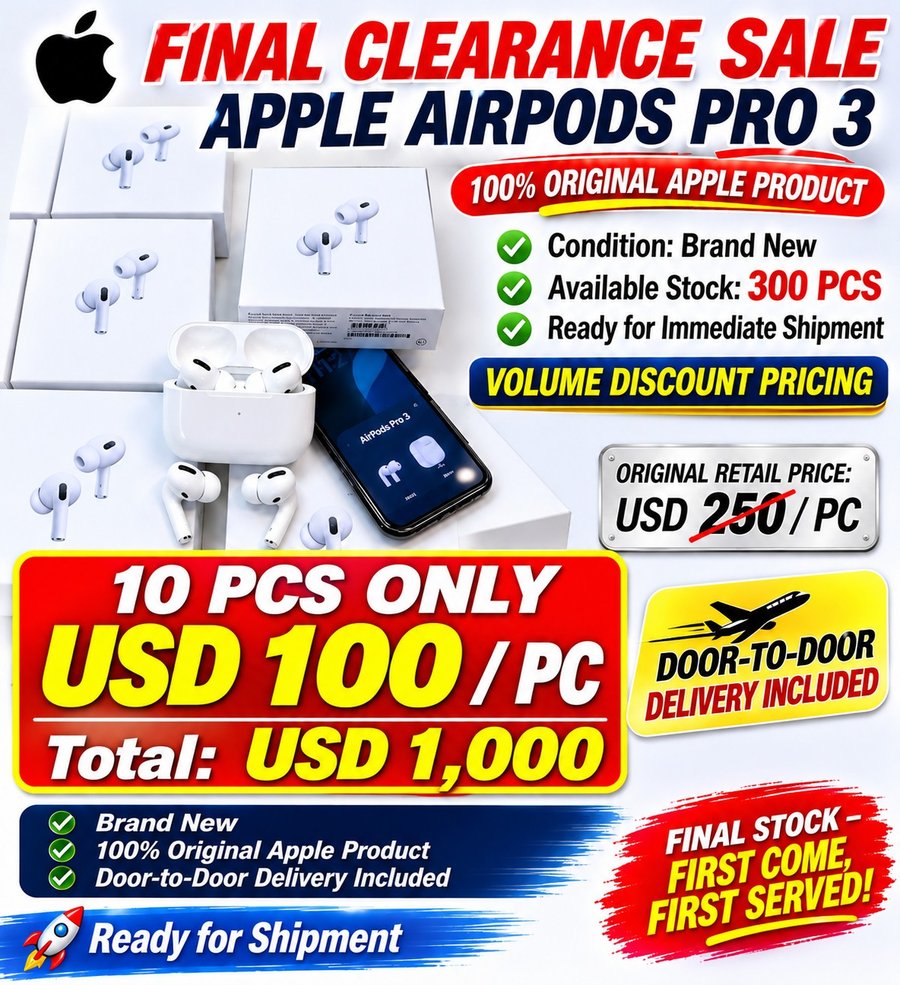 FINAL CLEARANCE SALE
APPLE AIRPODS PRO 3
100% ORIGINAL APPLE PRODUCT
Condition: Brand New
Available Stock: 300 PCS
Ready for Immediate Shipment
VOLUME DISCOUNT PRICING
AirPods Pro 3
ORIGINAL RETAIL PRICE:
USD 250 / PC
10 PCS ONLY
USD 100 / PC
Total: USD 1,000
DOOR-TO-DOOR
DELIVERY INCLUDED
Brand New
100% Original Apple Product
Door-to-Door Delivery Included
FINAL STOCK –
FIRST COME,
FIRST SERVED!
Ready for Shipment